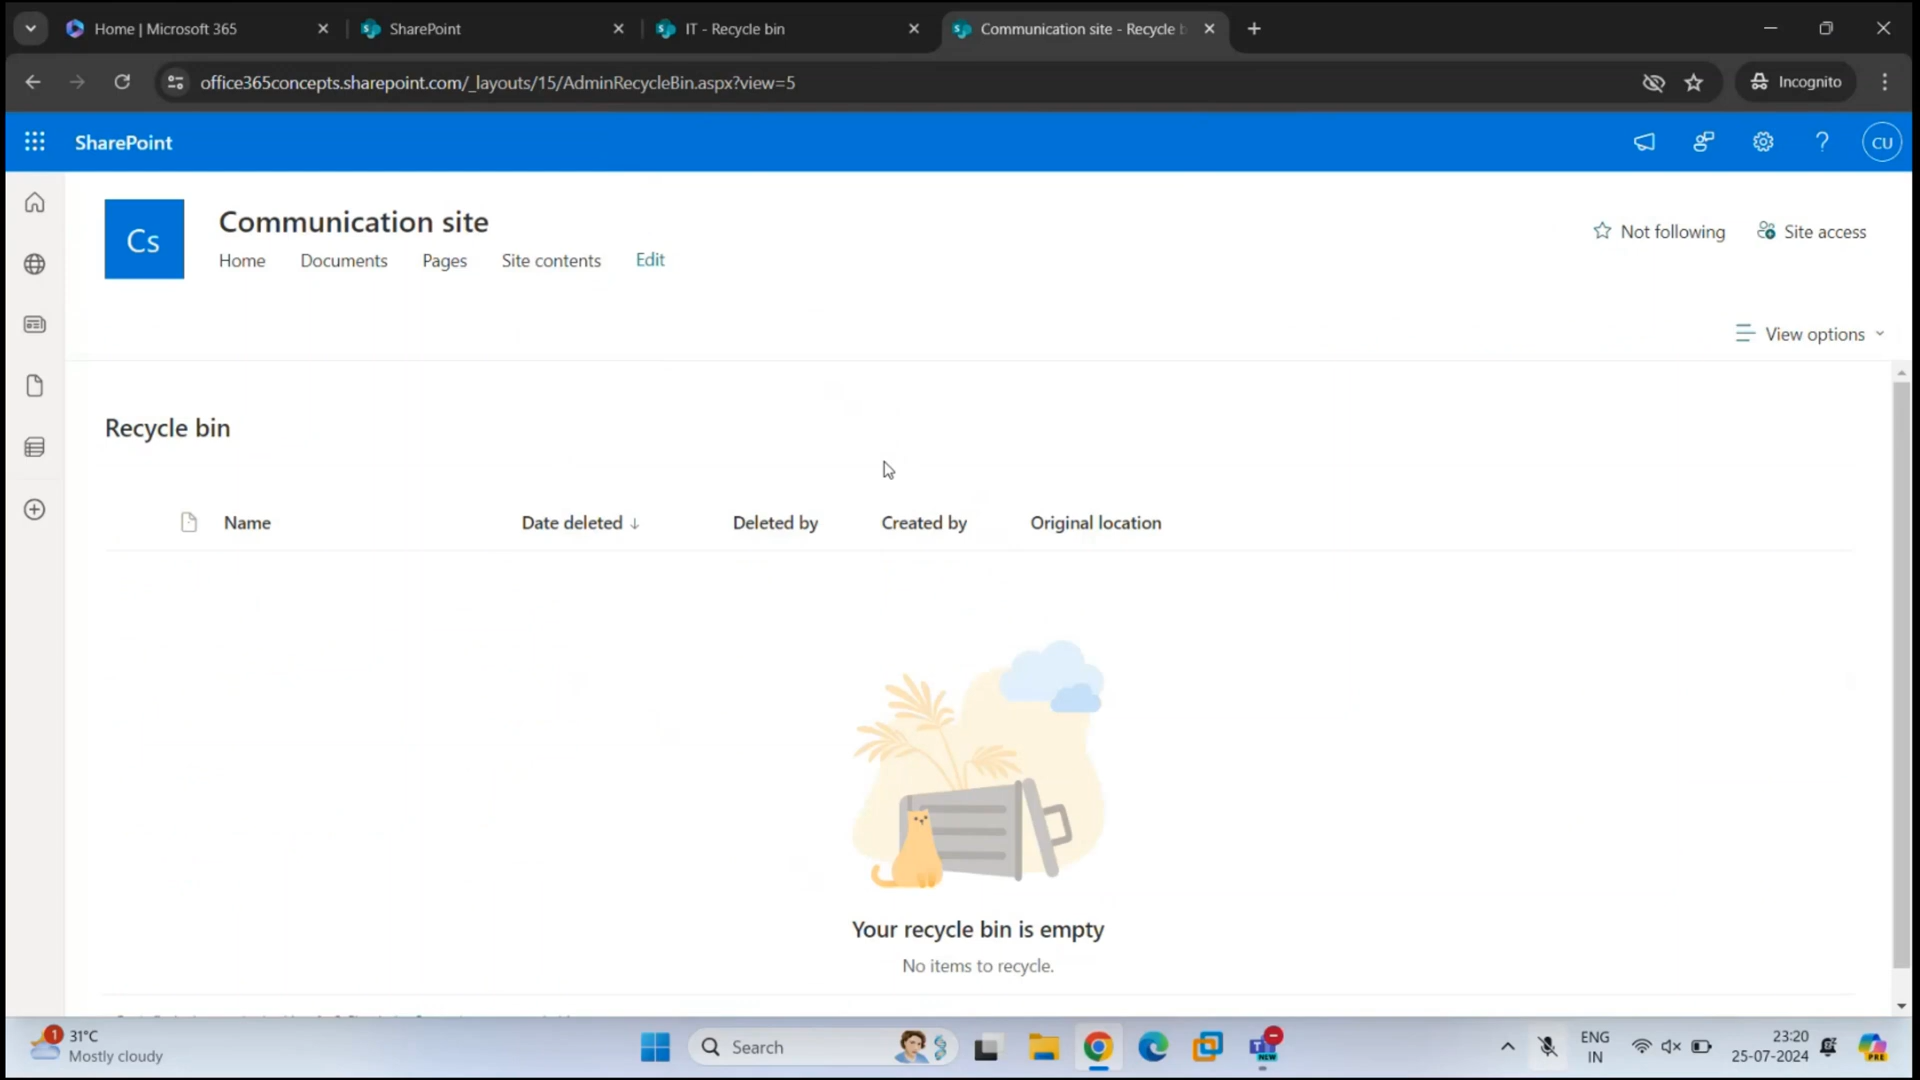 Home | Microsoft 365
SharePoint
IT - Recycle bin
Communication site - Recycle b
office365concepts.sharepoint.com/_layouts/15/AdminRecycleBin.aspx?view=5
Incognito
SharePoint
CU
Cs
Communication site
Home Documents Pages Site contents Edit
Not following
Site access
View options
Recycle bin
Name Date deleted ↓ Deleted by Created by Original location
Your recycle bin is empty
No items to recycle.
1
31°C
Mostly cloudy
Search
NEW
ENG
IN
23:20
25-07-2024
PRE